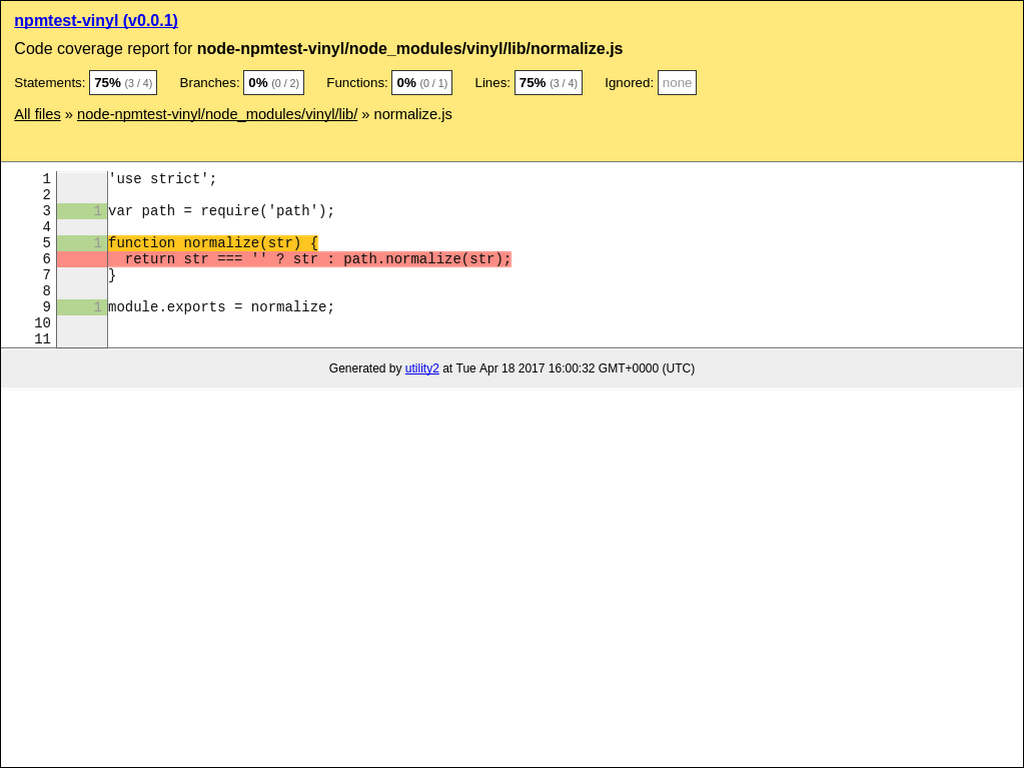 npmtest-vinyl (v0.0.1)
Code coverage report for node-npmtest-vinyl/node_modules/vinyl/lib/normalize.js
Statements: 75% (3 / 4) Branches: 0% (0 / 2) Functions: 0% (0 / 1) Lines: 75% (3 / 4) Ignored: none
All files » node-npmtest-vinyl/node_modules/vinyl/lib/ » normalize.js
1 'use strict';
2
3 1 var path = require('path');
4
5 1 function normalize(str) {
6   return str === '' ? str : path.normalize(str);
7 }
8
9 1 module.exports = normalize;
10
11
Generated by utility2 at Tue Apr 18 2017 16:00:32 GMT+0000 (UTC)